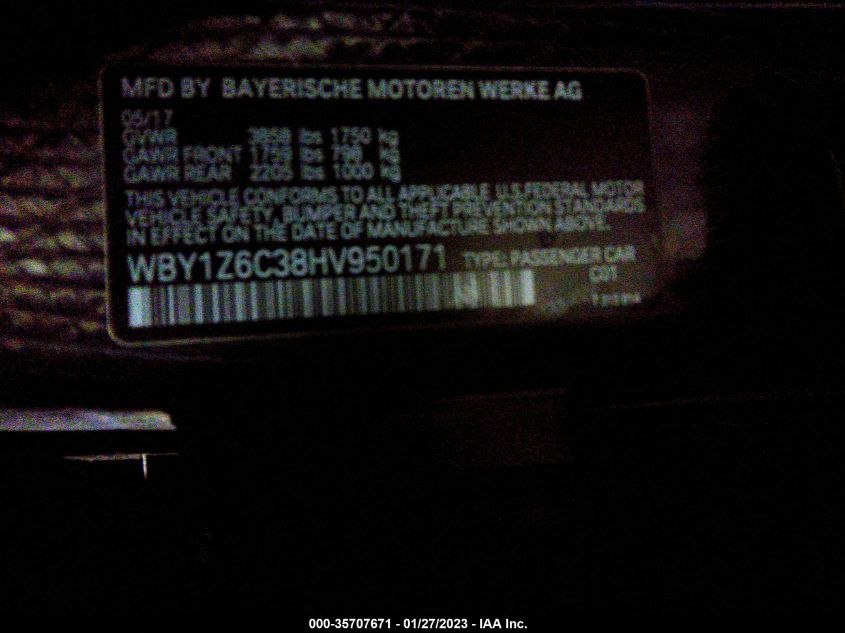 MFD BY BAYERISCHE MOTOREN WERKE AG
05/17
GVWR 3858 lbs 1750 kg
GAWR FRONT 1759 lbs 798 kg
GAWR REAR 2205 lbs 1000 kg
THIS VEHICLE CONFORMS TO ALL APPLICABLE U.S. FEDERAL MOTOR
VEHICLE SAFETY, BUMPER AND THEFT PREVENTION STANDARDS
IN EFFECT ON THE DATE OF MANUFACTURE SHOWN ABOVE.
WBY1Z6C38HV950171 TYPE: PASSENGER CAR
C01
000-35707671 - 01/27/2023 - IAA Inc.